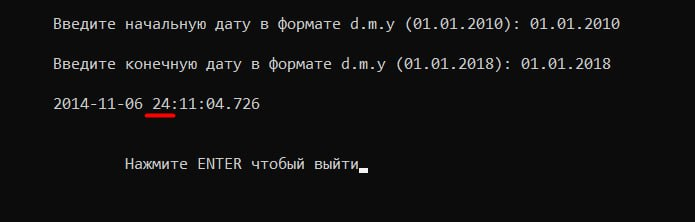 Введите начальную дату в формате d.m.y (01.01.2010): 01.01.2010
Введите конечную дату в формате d.m.y (01.01.2018): 01.01.2018
2014-11-06 24:11:04.726
Нажмите ENTER чтобый выйти